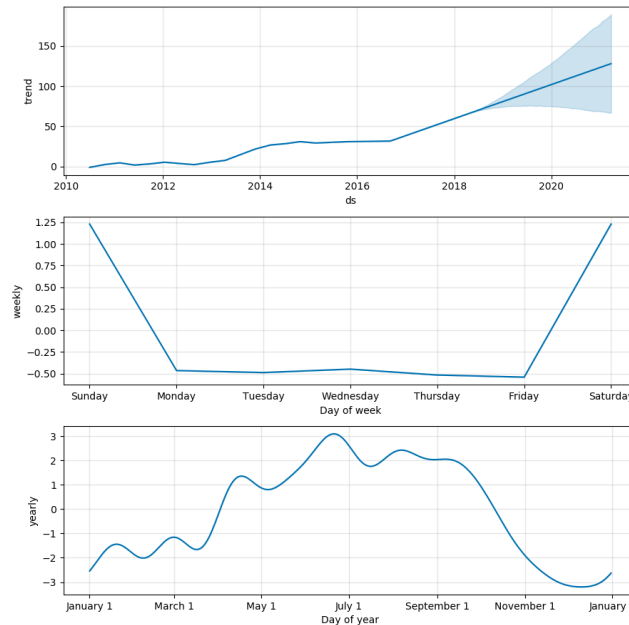 150
100
50
0
trend
2010
2012
2014
2016
2018
2020
ds
1.25
1.00
0.75
0.50
0.25
0.00
−0.25
−0.50
weekly
Sunday
Monday
Tuesday
Wednesday
Thursday
Friday
Saturday
Day of week
3
2
1
0
−1
−2
−3
yearly
January 1
March 1
May 1
July 1
September 1
November 1
January
Day of year